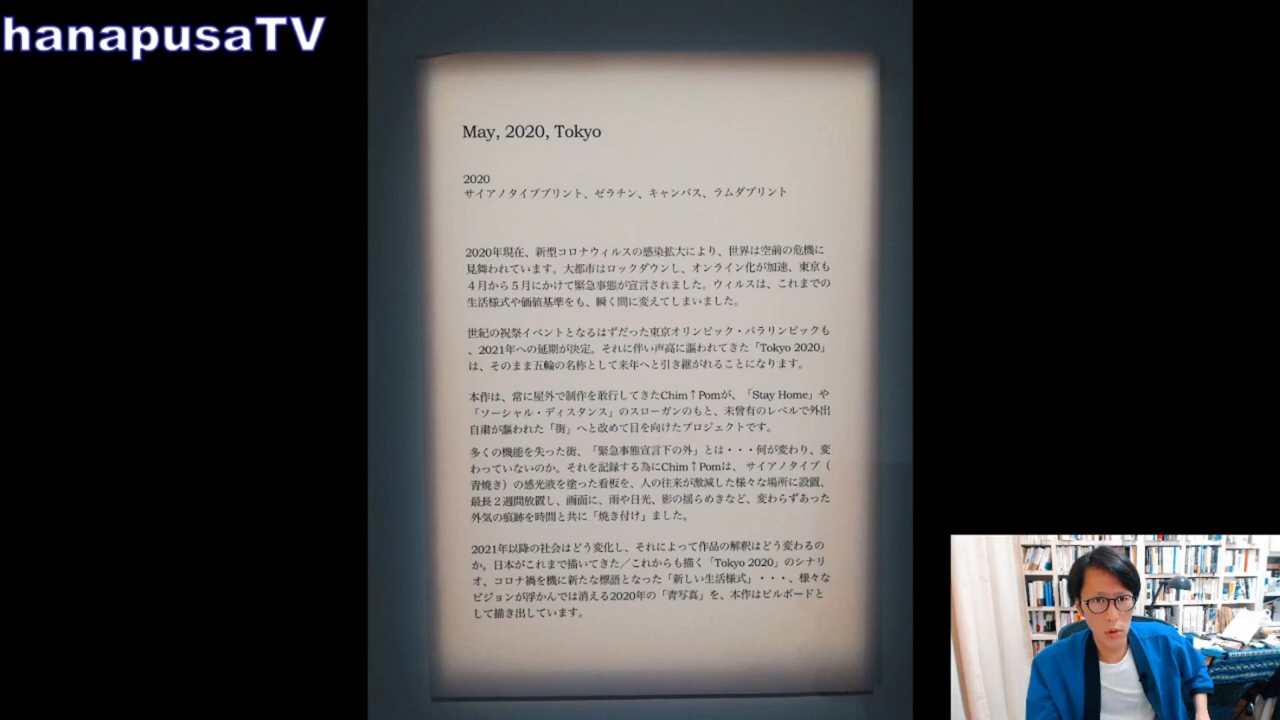 hanapusaTV
May, 2020, Tokyo
2020
サイアノタイププリント、ゼラチン、キャンバス、ラムダプリント
2020年現在、新型コロナウィルスの感染拡大により、世界は空前の危機に
見舞われています。大都市はロックダウンし、オンライン化が加速、東京も
４月から５月にかけて緊急事態が宣言されました。ウィルスは、これまでの
生活様式や価値基準をも、瞬く間に変えてしまいました。
世紀の祝祭イベントとなるはずだった東京オリンピック・パラリンピックも
、2021年への延期が決定。それに伴い声高に謳われてきた「Tokyo 2020」
は、そのまま五輪の名称として来年へと引き継がれることになります。
本作は、常に屋外で制作を敢行してきたChim↑Pomが、「Stay Home」や
「ソーシャル・ディスタンス」のスローガンのもと、未曾有のレベルで外出
自粛が謳われた「街」へと改めて目を向けたプロジェクトです。
多くの機能を失った街、「緊急事態宣言下の外」とは・・・何が変わり、変
わっていないのか。それを記録する為にChim↑Pomは、 サイアノタイプ（
青焼き）の感光液を塗った看板を、人の往来が激減した様々な場所に設置、
最長２週間放置し、画面に、雨や日光、影の揺らめきなど、変わらずあった
外気の痕跡を時間と共に「焼き付け」ました。
2021年以降の社会はどう変化し、それによって作品の解釈はどう変わるの
か。日本がこれまで描いてきた／これからも描く「Tokyo 2020」のシナリ
オ、コロナ禍を機に新たな標語となった「新しい生活様式」・・・、様々な
ビジョンが浮かんでは消える2020年の「青写真」を、本作はビルボードと
して描き出しています。